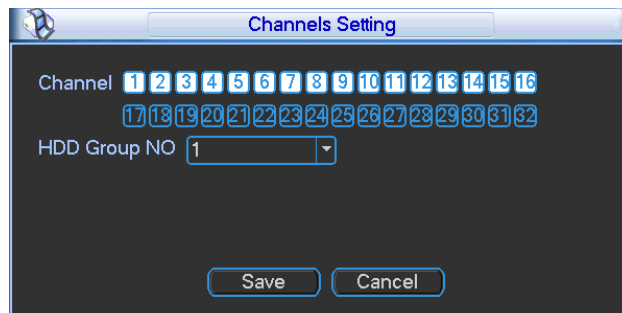 Channels Setting
Channel 1 2 3 4 5 6 7 8 9 10 11 12 13 14 15 16
17 18 19 20 21 22 23 24 25 26 27 28 29 30 31 32
HDD Group NO 1
Save Cancel